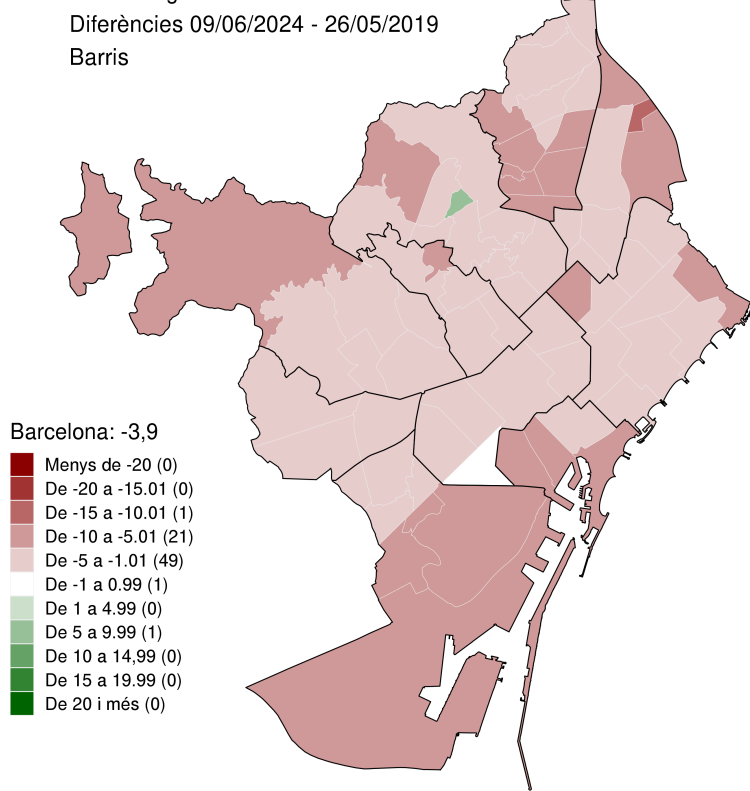 Diferències 09/06/2024 - 26/05/2019
Barris
Barcelona: -3,9
Menys de -20 (0)
De -20 a -15.01 (0)
De -15 a -10.01 (1)
De -10 a -5.01 (21)
De -5 a -1.01 (49)
De -1 a 0.99 (1)
De 1 a 4.99 (0)
De 5 a 9.99 (1)
De 10 a 14,99 (0)
De 15 a 19.99 (0)
De 20 i més (0)